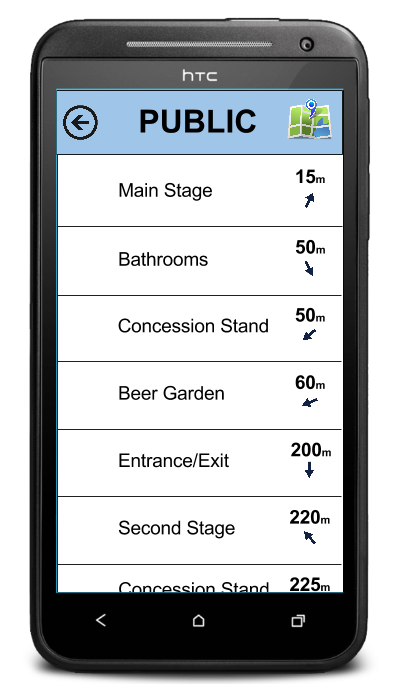 hTC
PUBLIC
Main Stage 15m
Bathrooms 50m
Concession Stand 50m
Beer Garden 60m
Entrance/Exit 200m
Second Stage 220m
Concession Stand 225m